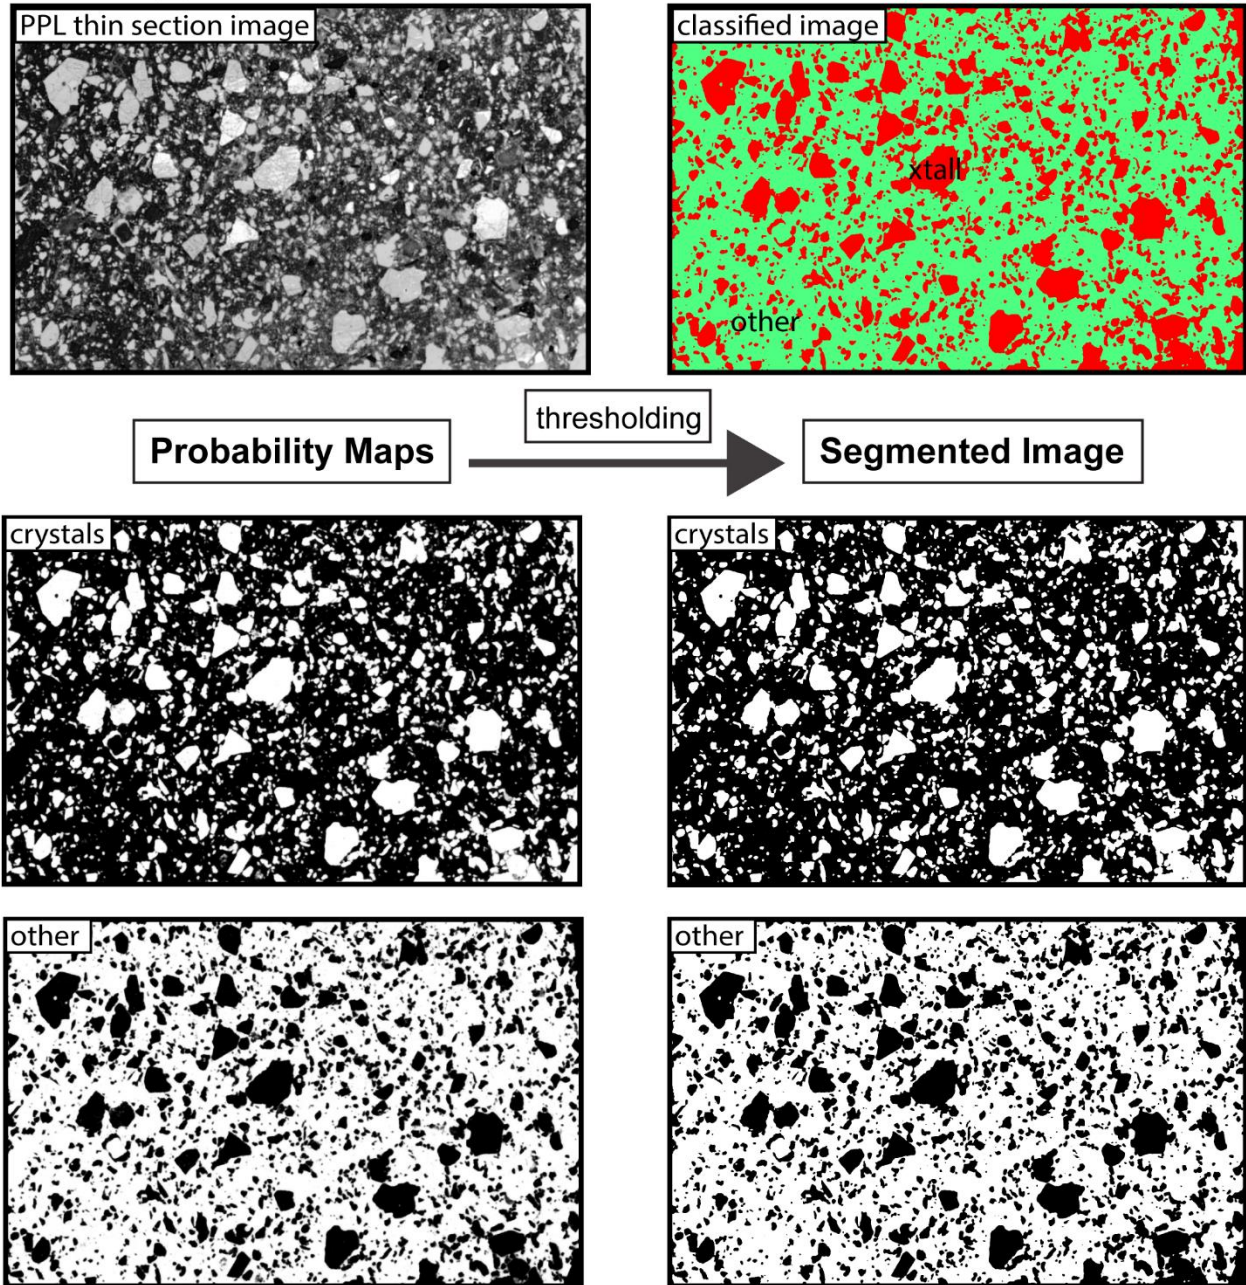 PPL thin section image
classified image
xtall
other
thresholding
Probability Maps
Segmented Image
crystals
crystals
other
other